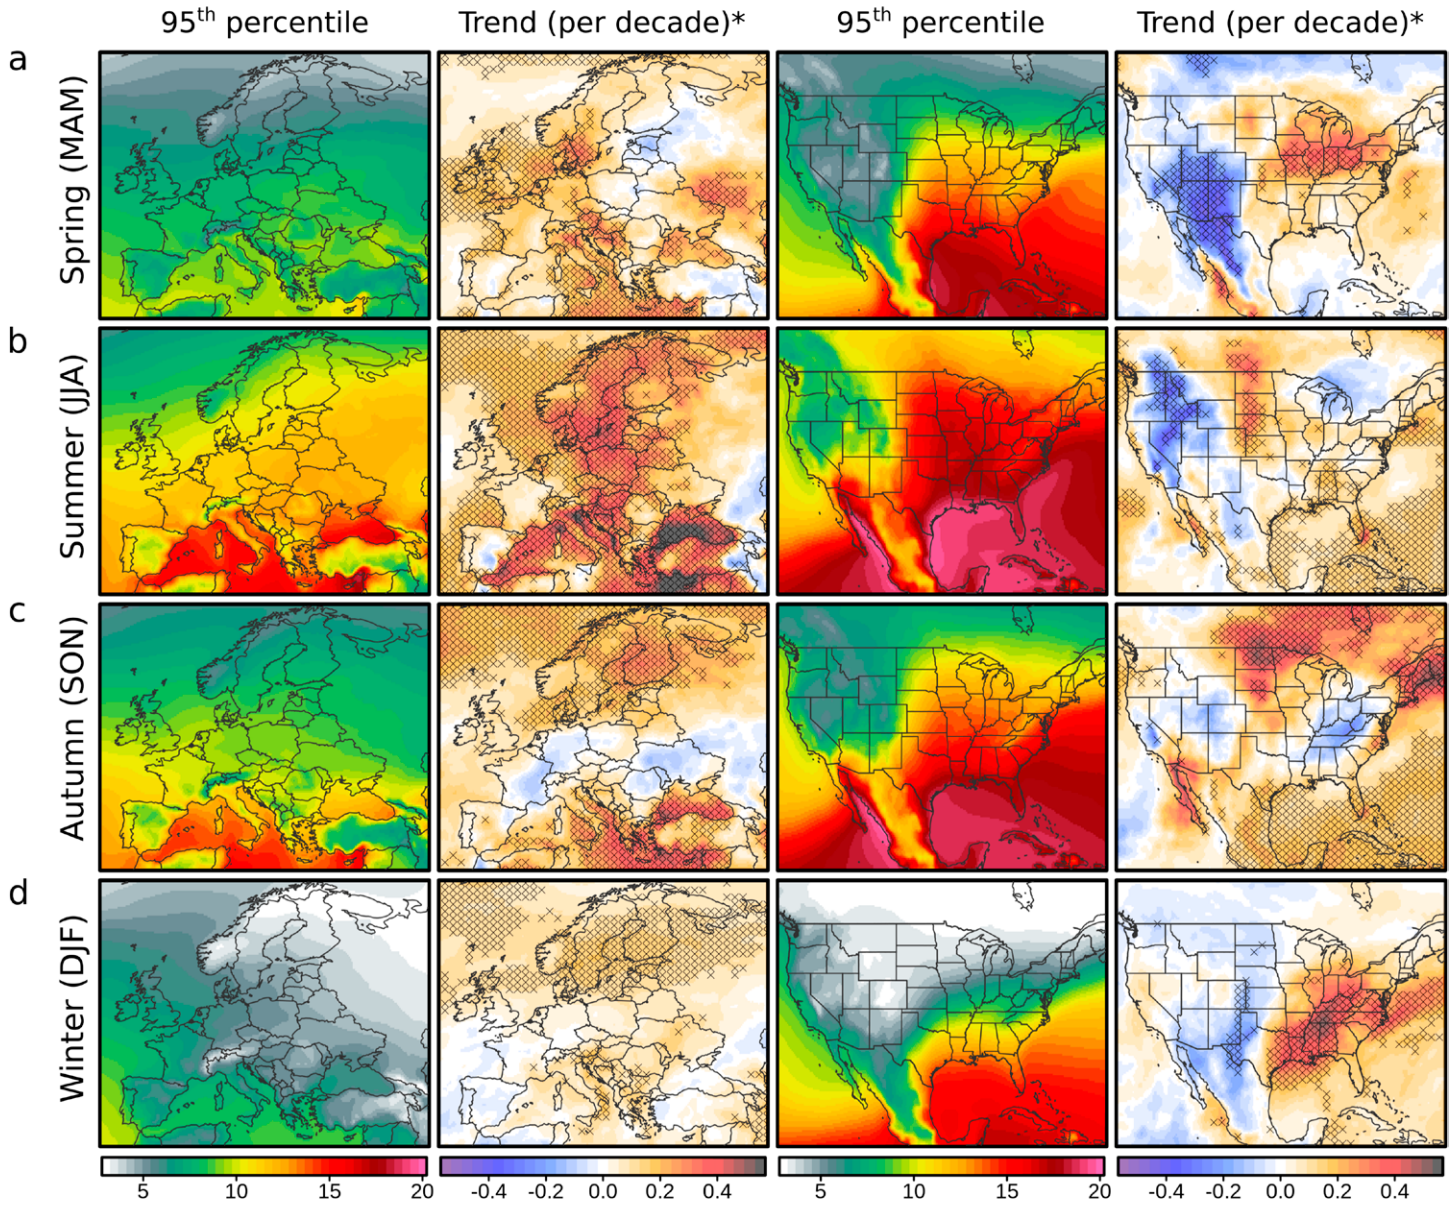 95th percentile Trend (per decade)* 95th percentile Trend (per decade)*
a Spring (MAM)
b Summer (JJA)
c Autumn (SON)
d Winter (DJF)
5 10 15 20 -0.4 -0.2 0.0 0.2 0.4 5 10 15 20 -0.4 -0.2 0.0 0.2 0.4